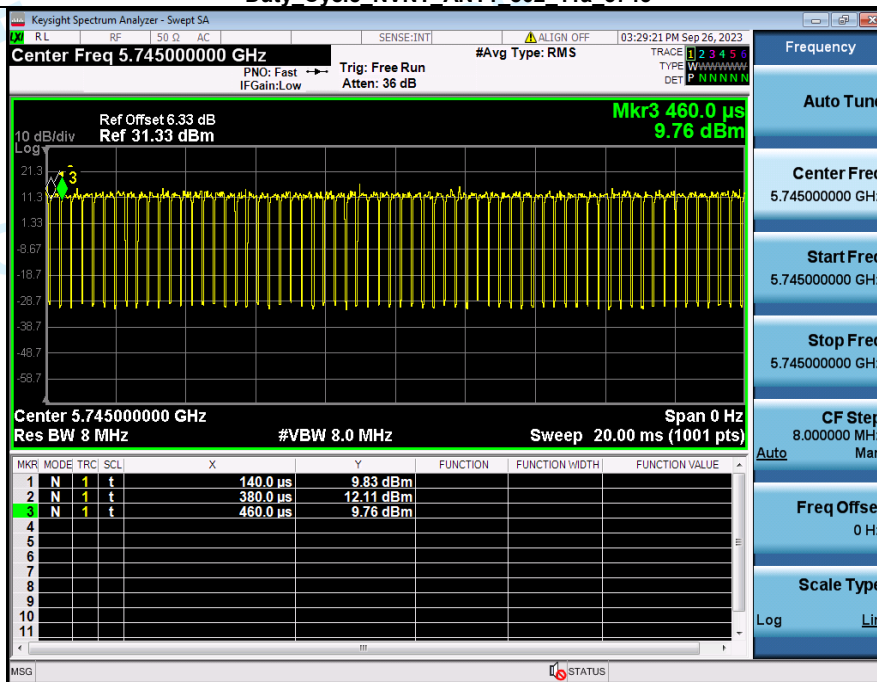 Keysight Spectrum Analyzer - Swept SA
RL RF 50 Ω AC SENSE:INT ALIGN OFF 03:29:21 PM Sep 26, 2023
Center Freq 5.745000000 GHz #Avg Type: RMS TRACE 1 2 3 4 5 6
PNO: Fast Trig: Free Run TYPE WWWWWW
IFGain:Low Atten: 36 dB DET P N N N N N
Mkr3 460.0 µs
9.76 dBm
Ref Offset 6.33 dB
10 dB/div Ref 31.33 dBm
Log
21.3
3
11.3
1.33
-8.67
-18.7
-28.7
-38.7
-48.7
-58.7
Center 5.745000000 GHz Span 0 Hz
Res BW 8 MHz #VBW 8.0 MHz Sweep 20.00 ms (1001 pts)
MKR MODE TRC SCL X Y FUNCTION FUNCTION WIDTH FUNCTION VALUE
1 N 1 t 140.0 µs 9.83 dBm
2 N 1 t 380.0 µs 12.11 dBm
3 N 1 t 460.0 µs 9.76 dBm
4
5
6
7
8
9
10
11
MSG STATUS
Frequency
Auto Tune
Center Freq
5.745000000 GHz
Start Freq
5.745000000 GHz
Stop Freq
5.745000000 GHz
CF Step
8.000000 MHz
Auto Man
Freq Offset
0 Hz
Scale Type
Log Lin